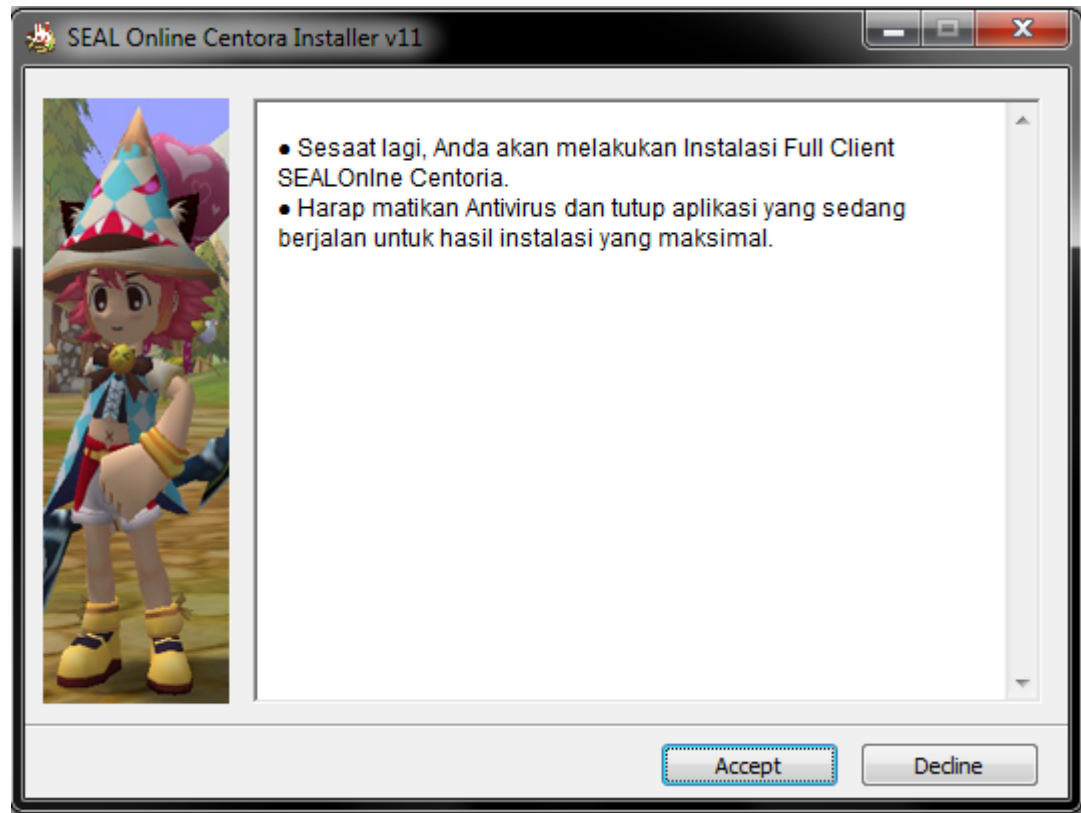 SEAL Online Centora Installer v11
● Sesaat lagi, Anda akan melakukan Instalasi Full Client
SEALOnlne Centoria.
● Harap matikan Antivirus dan tutup aplikasi yang sedang
berjalan untuk hasil instalasi yang maksimal.
Accept
Decline